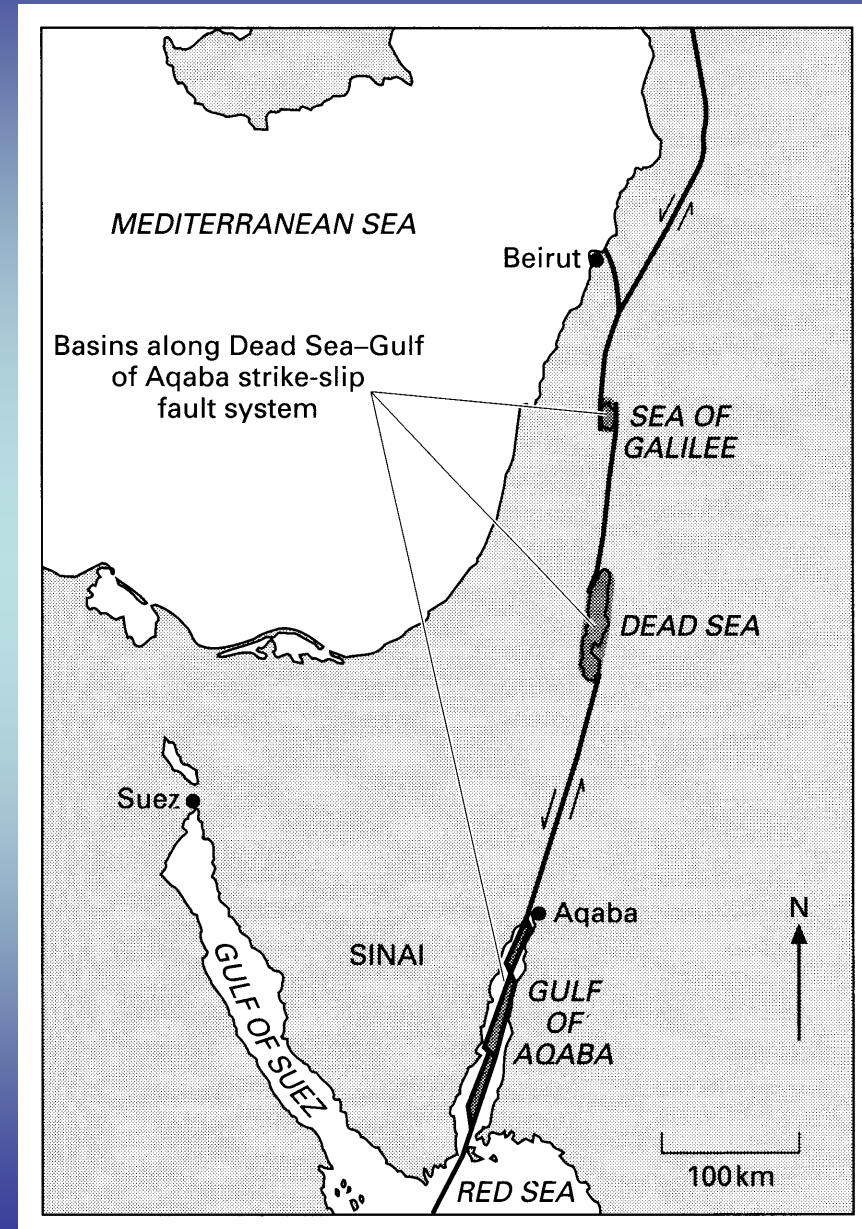 MEDITERRANEAN SEA
Beirut
Basins along Dead Sea–Gulf
of Aqaba strike-slip
fault system
SEA OF
GALILEE
DEAD SEA
Suez
Aqaba
N
SINAI
GULF OF SUEZ
GULF
OF
AQABA
100 km
RED SEA